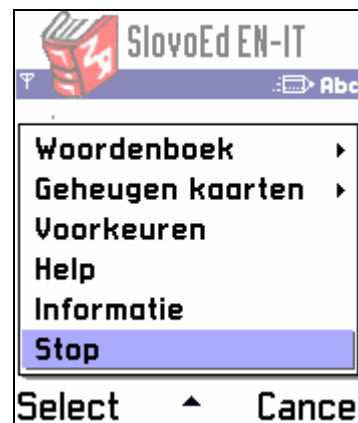 SlovoEd EN-IT
Abc
Woordenboek
Geheugen kaarten
Voorkeuren
Help
Informatie
Stop
Select Cance